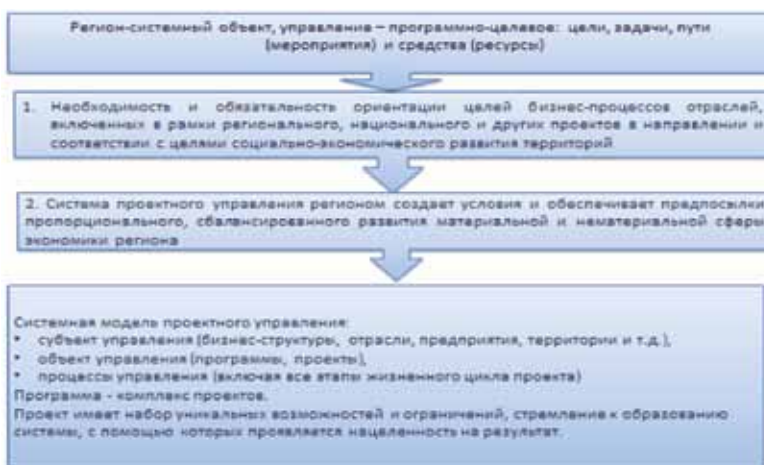 Регион-системный объект, управление – программно-целевое: цели, задачи, пути
(мероприятия) и средства (ресурсы)
1. Необходимость и обязательность ориентации целей бизнес-процессов отраслей,
включенных в рамки регионального, национального и других проектов в направлении и
соответствии с целями социально-экономического развития территорий
2. Система проектного управления регионом создает условия и обеспечивает предпосылки
пропорционального, сбалансированного развития материальной и нематериальной сферы
экономики региона
Системная модель проектного управления:
• субъект управления (бизнес-структуры, отрасли, предприятия, территории и т.д.),
• объект управления (программы, проекты),
• процессы управления (включая все этапы жизненного цикла проекта)
Программа - комплекс проектов.
Проект имеет набор уникальных возможностей и ограничений, стремление к образованию
системы, с помощью которых проявляется нацеленность на результат.